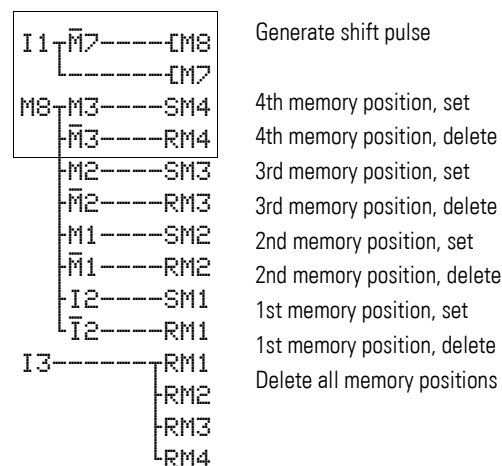 I1┬M̅7-----[M8 Generate shift pulse
└-------[M7
M8┬M3----SM4 4th memory position, set
├M̅3----RM4 4th memory position, delete
├M2----SM3 3rd memory position, set
├M̅2----RM3 3rd memory position, delete
├M1----SM2 2nd memory position, set
├M̅1----RM2 2nd memory position, delete
├I2----SM1 1st memory position, set
└I̅2----RM1 1st memory position, delete
I3--------┬RM1 Delete all memory positions
├RM2
├RM3
└RM4